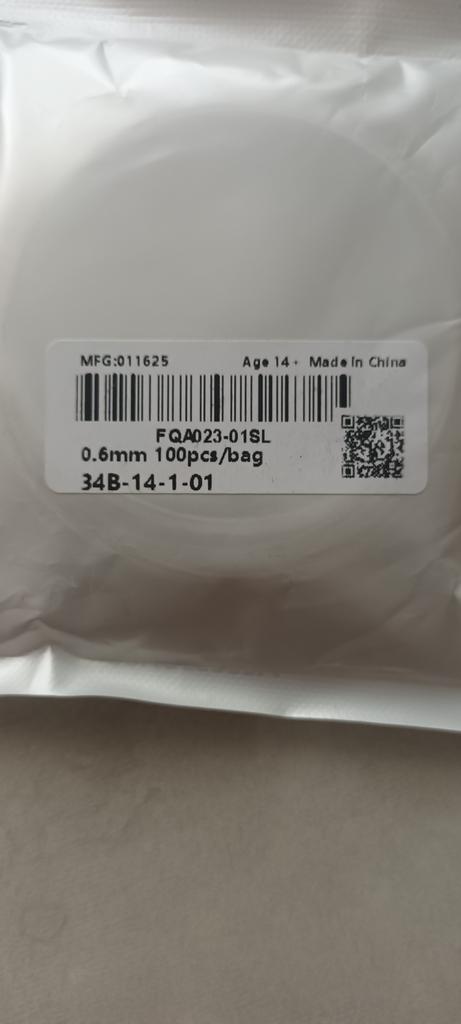 MFG:011625 Age 14+ Made In China
FQA023-01SL
0.6mm 100pcs/bag
34B-14-1-01